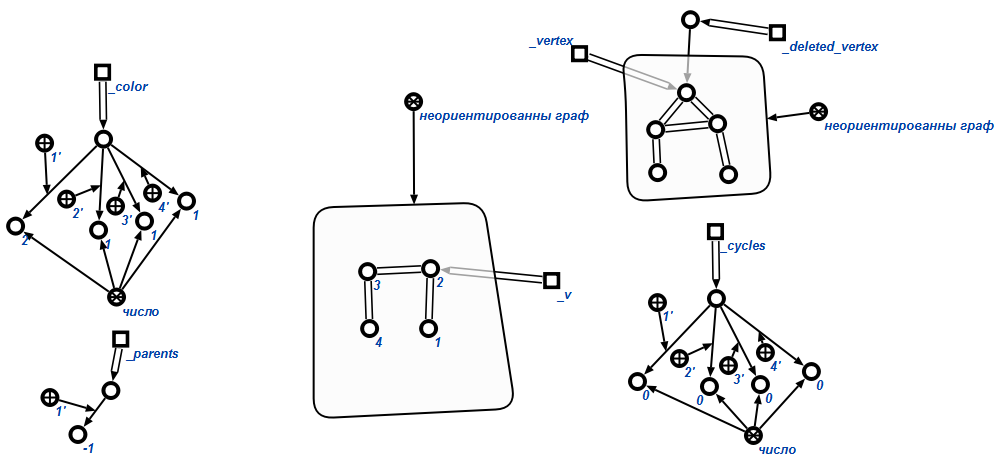 _vertex
_deleted_vertex
_color
неориентированны граф
неориентированны граф
1'
2'
3'
4'
2
1
1
1
число
_parents
1'
-1
3
2
4
1
_v
_cycles
1'
2'
3'
4'
0
0
0
0
число